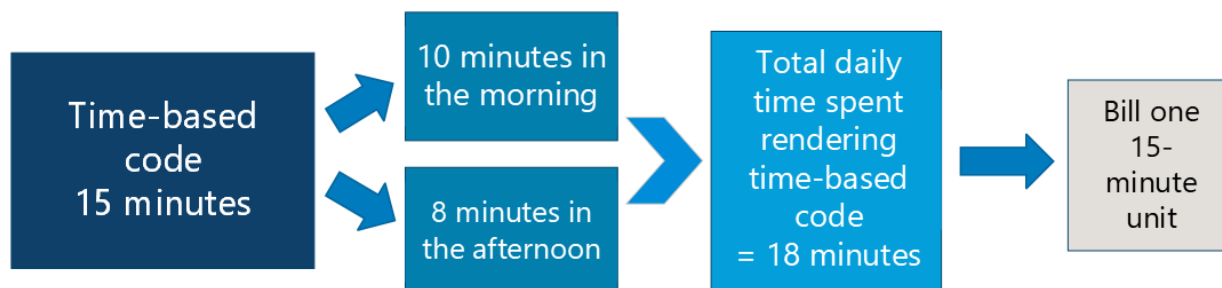 Time-based
code
15 minutes
10 minutes in
the morning
8 minutes in
the afternoon
Total daily
time spent
rendering
time-based
code
= 18 minutes
Bill one
15-
minute
unit